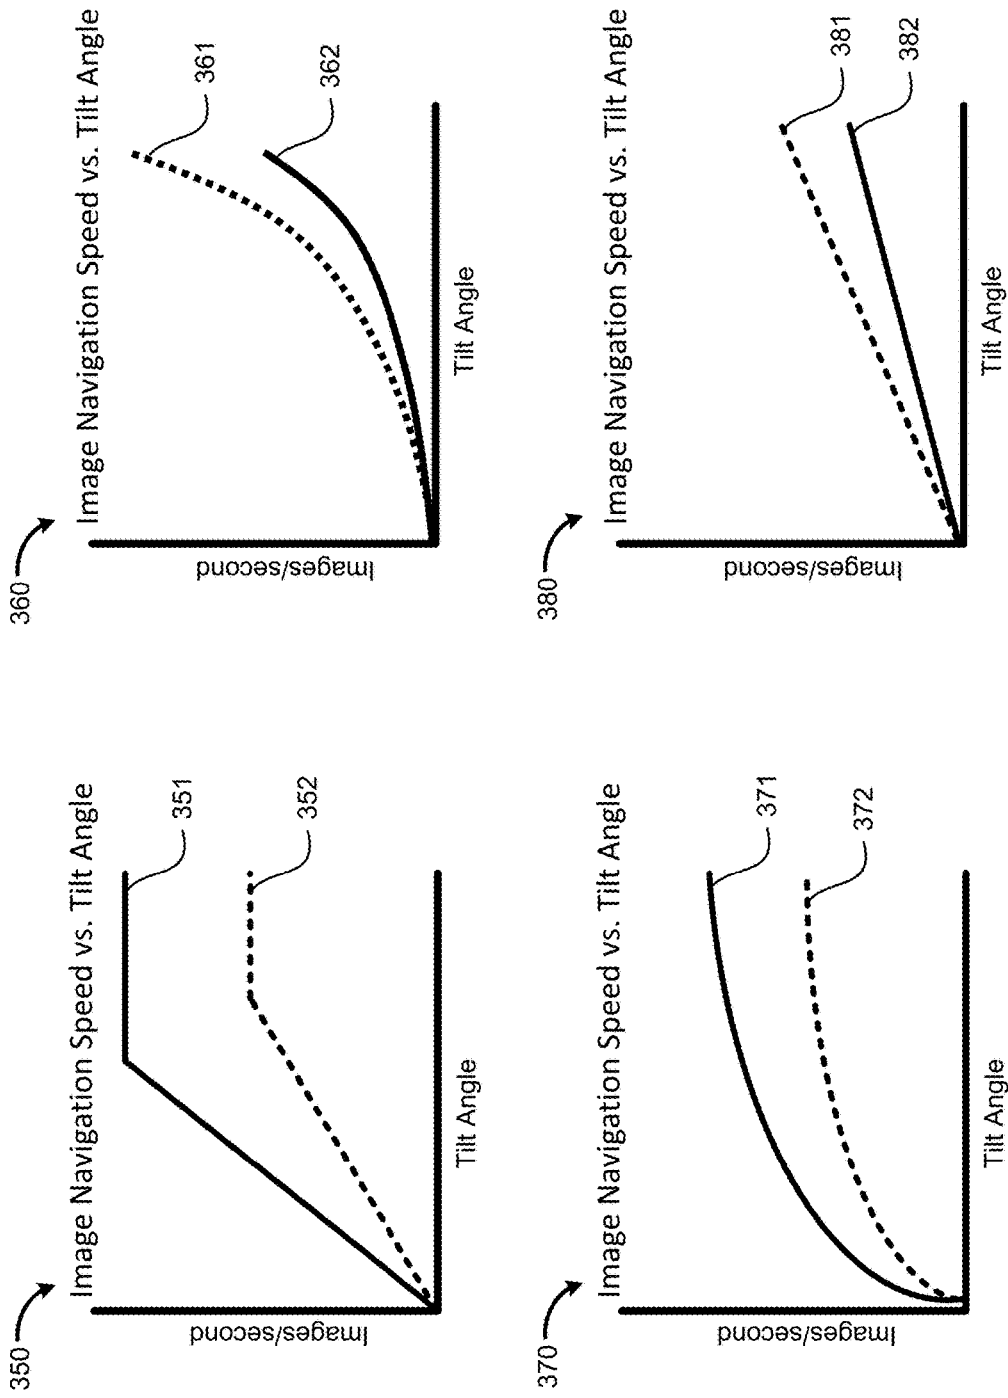 350
Image Navigation Speed vs. Tilt Angle
Images/second
351
352
Tilt Angle
360
Image Navigation Speed vs. Tilt Angle
Images/second
361
362
Tilt Angle
370
Image Navigation Speed vs. Tilt Angle
Images/second
371
372
Tilt Angle
380
Image Navigation Speed vs. Tilt Angle
Images/second
381
382
Tilt Angle